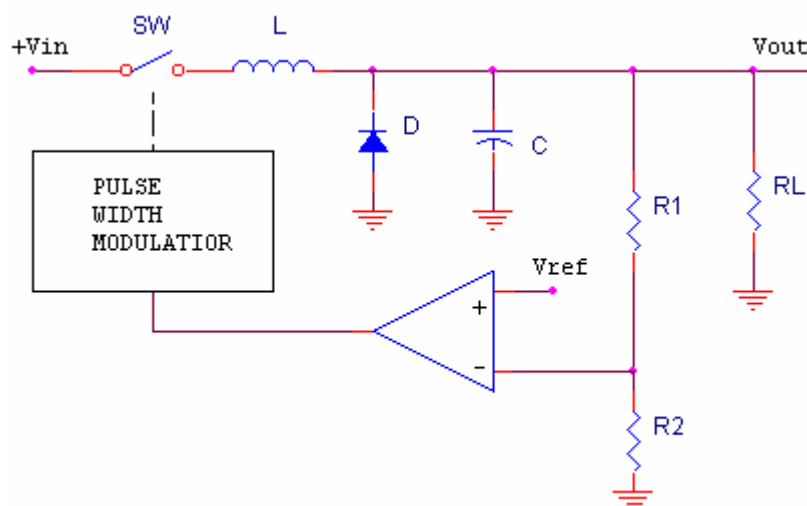 SW
L
+Vin
Vout
D
C
PULSE
WIDTH
MODULATIOR
R1
RL
Vref
+
-
R2